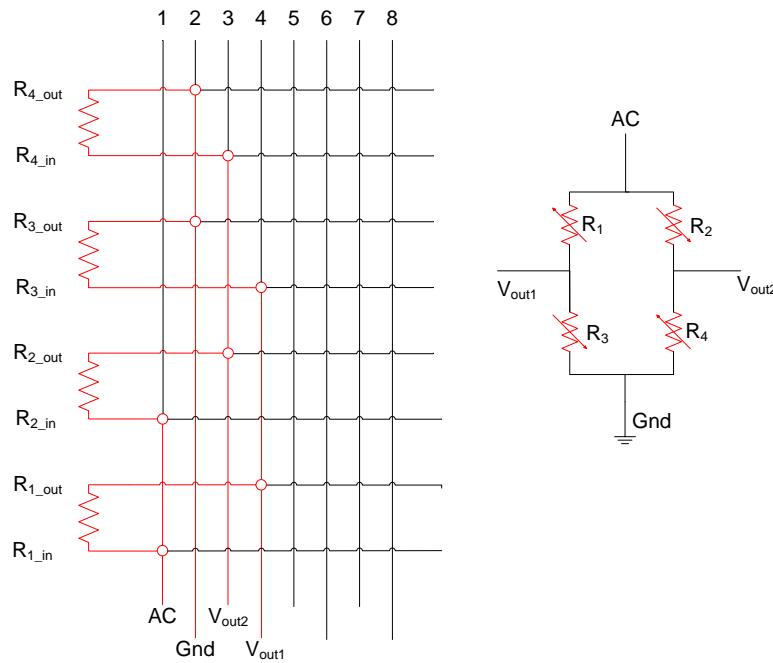 1 2 3 4 5 6 7 8
R4_out
R4_in
R3_out
R3_in
R2_out
R2_in
R1_out
R1_in
AC Vout2
Gnd Vout1
AC
R1 R2
Vout1 Vout2
R3 R4
Gnd